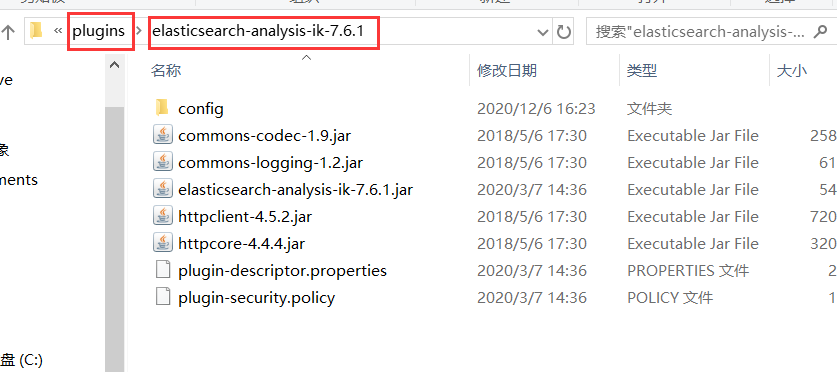 « plugins › elasticsearch-analysis-ik-7.6.1
搜索"elasticsearch-analysis-...
名称 修改日期 类型 大小
config 2020/12/6 16:23 文件夹
commons-codec-1.9.jar 2018/5/6 17:30 Executable Jar File 258
commons-logging-1.2.jar 2018/5/6 17:30 Executable Jar File 61
elasticsearch-analysis-ik-7.6.1.jar 2020/3/7 14:36 Executable Jar File 54
httpclient-4.5.2.jar 2018/5/6 17:30 Executable Jar File 720
httpcore-4.4.4.jar 2018/5/6 17:30 Executable Jar File 320
plugin-descriptor.properties 2020/3/7 14:36 PROPERTIES 文件 2
plugin-security.policy 2020/3/7 14:36 POLICY 文件 1
ve
象
ments
盘 (C:)